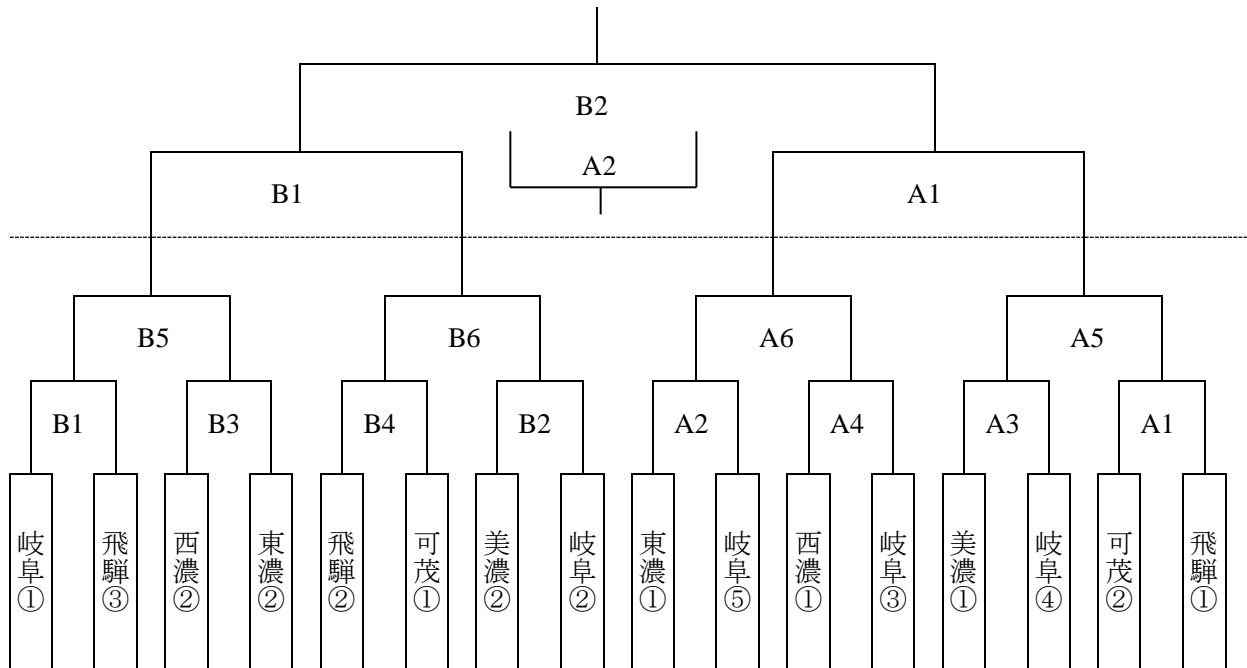 B2
A2
B1 A1
B5 B6 A6 A5
B1 B3 B4 B2 A2 A4 A3 A1
岐阜①
飛騨③
西濃②
東濃②
飛騨②
可茂①
美濃②
岐阜②
東濃①
岐阜⑤
西濃①
岐阜③
美濃①
岐阜④
可茂②
飛騨①